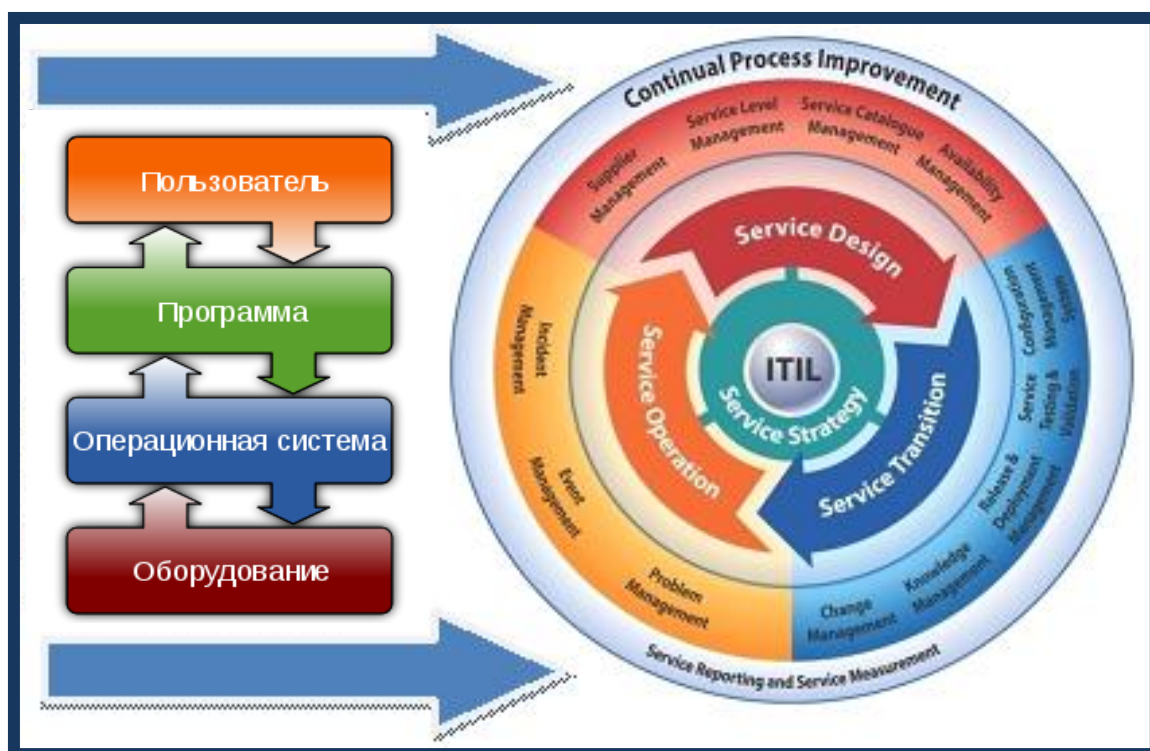 Пользователь
Программа
Операционная система
Оборудование
Continual Process Improvement
Supplier
Management
Service Level
Management
Service Catalogue
Management
Availability
Management
Configuration
Management
System
Service
Testing &
Validation
Release &
Deployment
Management
Knowledge
Management
Change
Management
Problem
Management
Event
Management
Incident
Management
Service Design
Service Transition
Service Operation
Service Strategy
ITIL
Service Reporting and Service Measurement